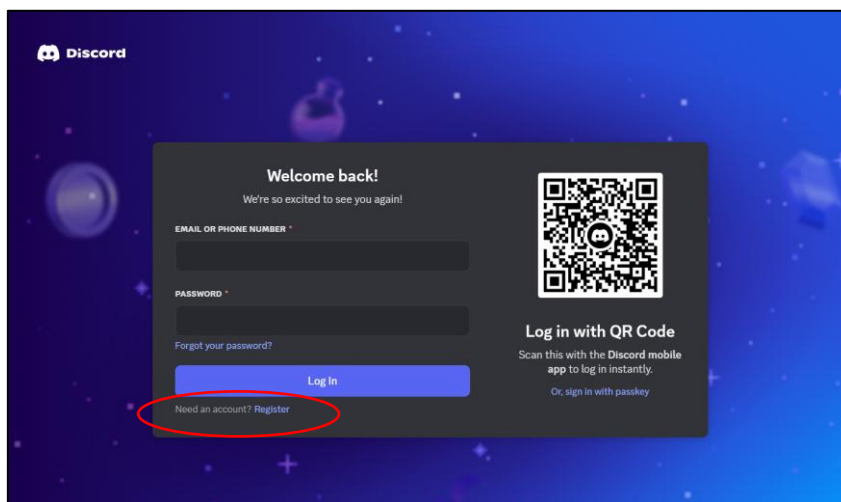 Discord
Welcome back!
We're so excited to see you again!
EMAIL OR PHONE NUMBER *
PASSWORD *
Forgot your password?
Log In
Need an account? Register
Log in with QR Code
Scan this with the Discord mobile
app to log in instantly.
Or, sign in with passkey